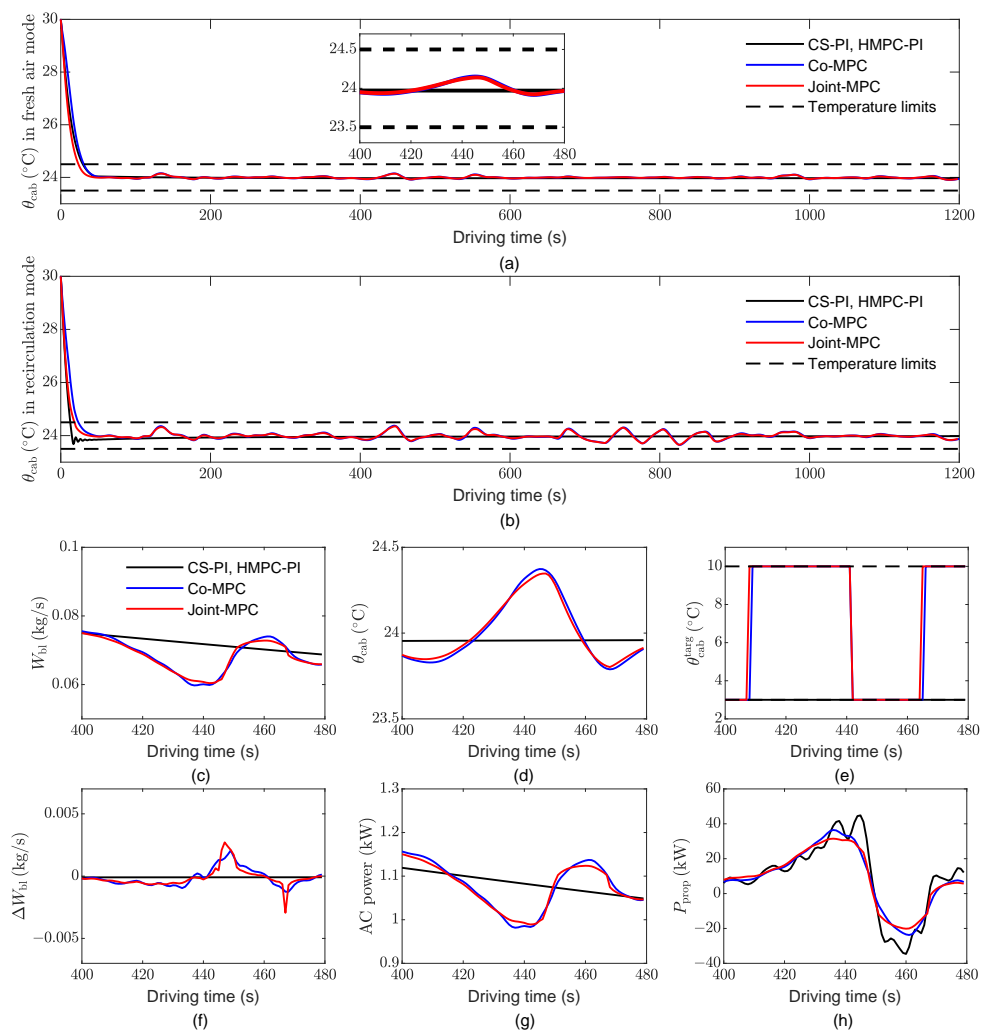 θcab (°C) in fresh air mode
30
28
26
24
22
24.5
24
23.5
400 420 440 460 480
CS-PI, HMPC-PI
Co-MPC
Joint-MPC
Temperature limits
0 200 400 600 800 1000 1200
Driving time (s)
(a)
θcab (°C) in recirculation mode
30
28
26
24
CS-PI, HMPC-PI
Co-MPC
Joint-MPC
Temperature limits
0 200 400 600 800 1000 1200
Driving time (s)
(b)
Wbl (kg/s)
0.1
0.08
0.06
0.04
CS-PI, HMPC-PI
Co-MPC
Joint-MPC
400 420 440 460 480
Driving time (s)
(c)
θcab (°C)
24.5
24
23.5
400 420 440 460 480
Driving time (s)
(d)
θcab^targ (°C)
10
8
6
4
2
400 420 440 460 480
Driving time (s)
(e)
ΔWbl (kg/s)
0.005
0
−0.005
400 420 440 460 480
Driving time (s)
(f)
AC power (kW)
1.3
1.2
1.1
1
0.9
400 420 440 460 480
Driving time (s)
(g)
Pprop (kW)
60
40
20
0
−20
−40
400 420 440 460 480
Driving time (s)
(h)